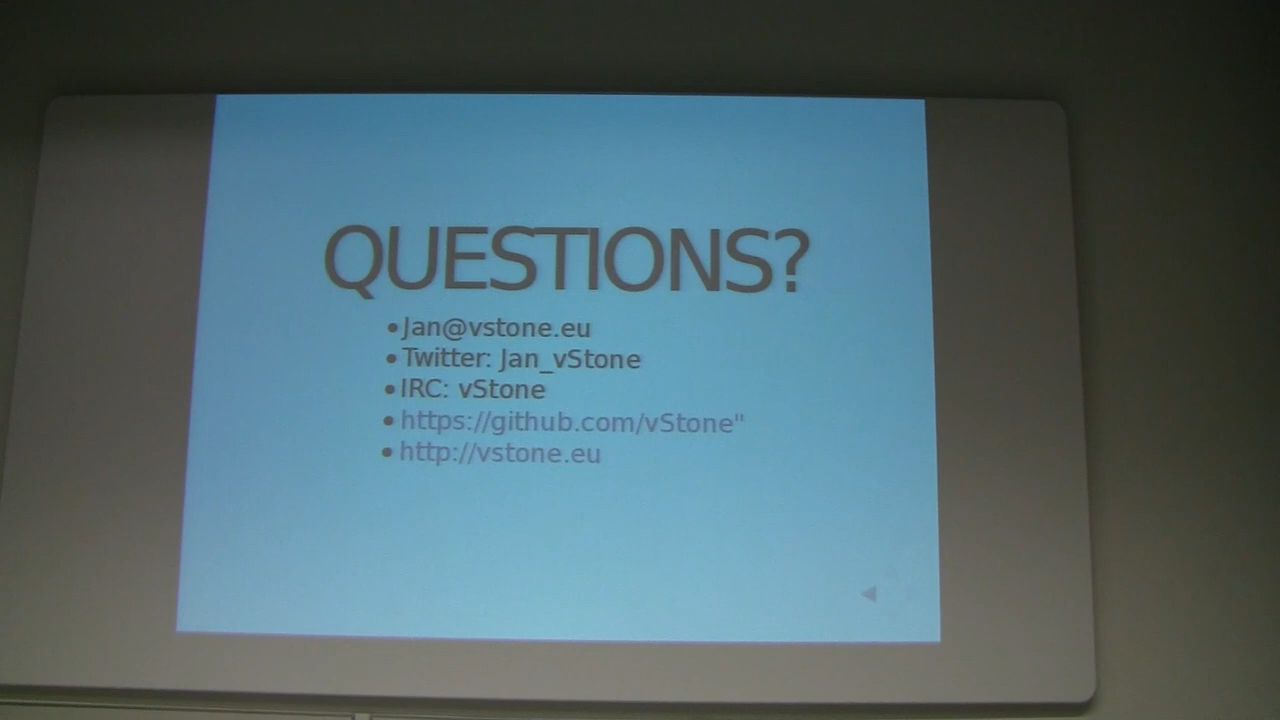 QUESTIONS?
•Jan@vstone.eu
•Twitter: Jan_vStone
•IRC: vStone
•https://github.com/vStone"
•http://vstone.eu